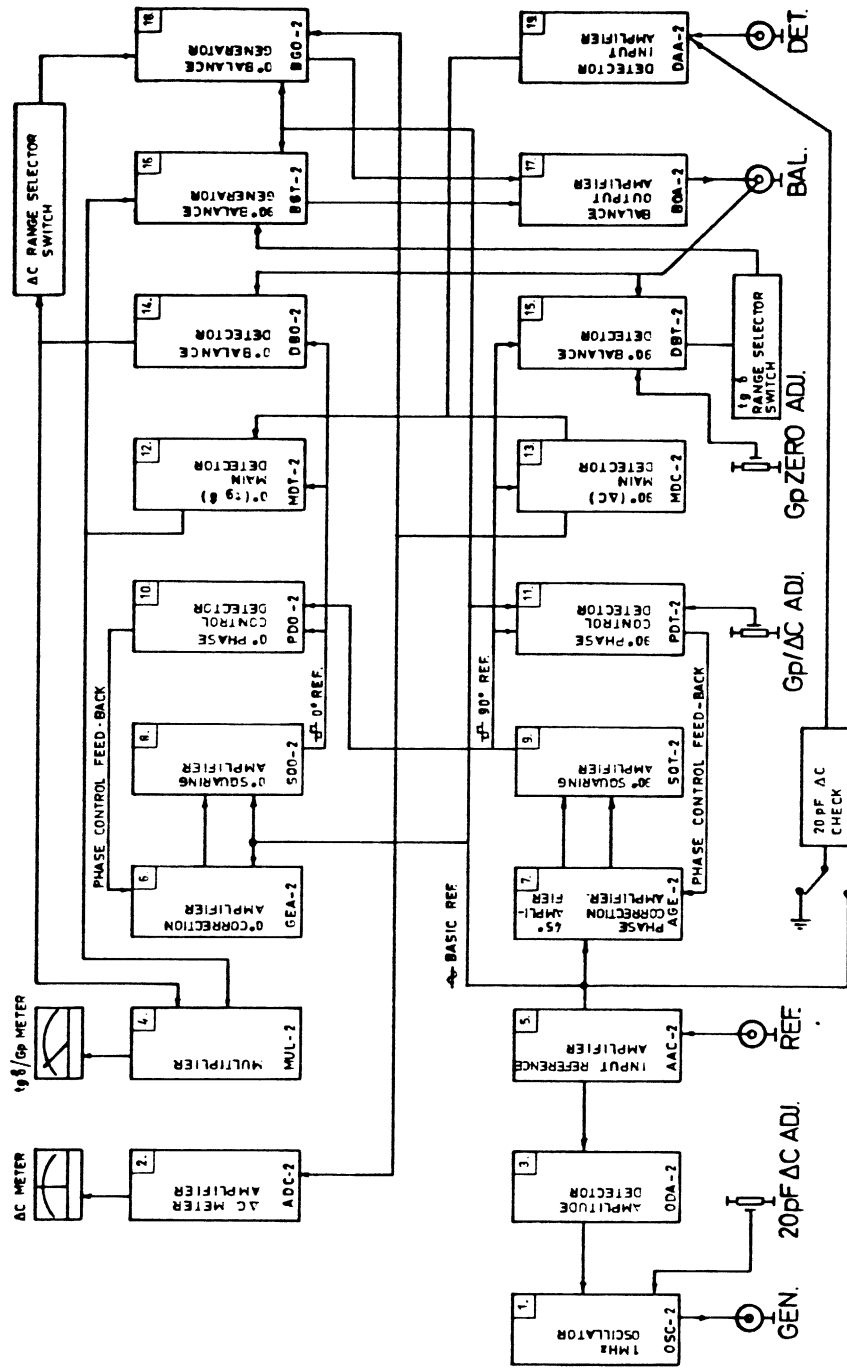 ΔC METER
tg δ/Gp METER
PHASE CONTROL FEED-BACK
ΔC RANGE SELECTOR
SWITCH
2.
ΔC METER
AMPLIFIER
ADC-2
4.
MULTIPLIER
MUL-2
6.
0° CORRECTION
AMPLIFIER
GEA-2
8.
0° SQUARING
AMPLIFIER
SQO-2
10.
0° PHASE
CONTROL
DETECTOR
PDO-2
12.
0° (tg δ)
MAIN
DETECTOR
MDT-2
14.
0° BALANCE
DETECTOR
DBO-2
16.
90° BALANCE
GENERATOR
BGT-2
18.
0° BALANCE
GENERATOR
BGO-2
0° REF.
BASIC REF.
90° REF.
1.
1MHz
OSCILLATOR
OSC-2
3.
AMPLITUDE
DETECTOR
ODA-2
5.
INPUT REFERENCE
AMPLIFIER
AAC-2
7.
45°
AMPLI-
FIER
PHASE
CORRECTION
AMPLIFIER.
AGE-2
9.
90° SQUARING
AMPLIFIER
SQT-2
11.
90° PHASE
CONTROL
DETECTOR
PDT-2
13.
90° (ΔC)
MAIN
DETECTOR
MDC-2
15.
90° BALANCE
DETECTOR
DBT-2
17.
BALANCE
OUTPUT
AMPLIFIER
BOA-2
19.
DETECTOR
INPUT
AMPLIFIER
DAA-2
PHASE CONTROL FEED-BACK
tg δ
RANGE SELECTOR
SWITCH
20 pF ΔC
CHECK
GEN.
20pF ΔC ADJ.
REF.
Gp/ΔC ADJ.
Gp ZERO ADJ.
BAL.
DET.